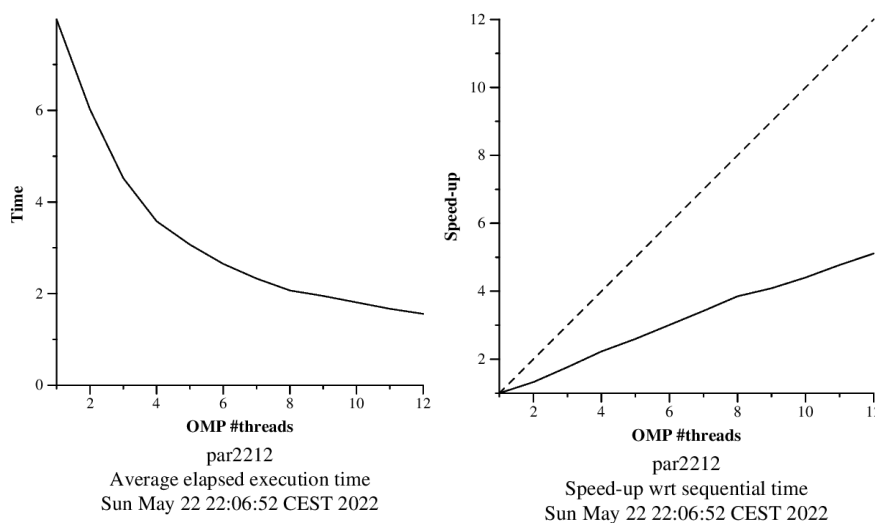 6
4
2
0
Time
2
4
6
8
10
12
OMP #threads
par2212
Average elapsed execution time
Sun May 22 22:06:52 CEST 2022
12
10
8
6
4
2
Speed-up
2
4
6
8
10
12
OMP #threads
par2212
Speed-up wrt sequential time
Sun May 22 22:06:52 CEST 2022